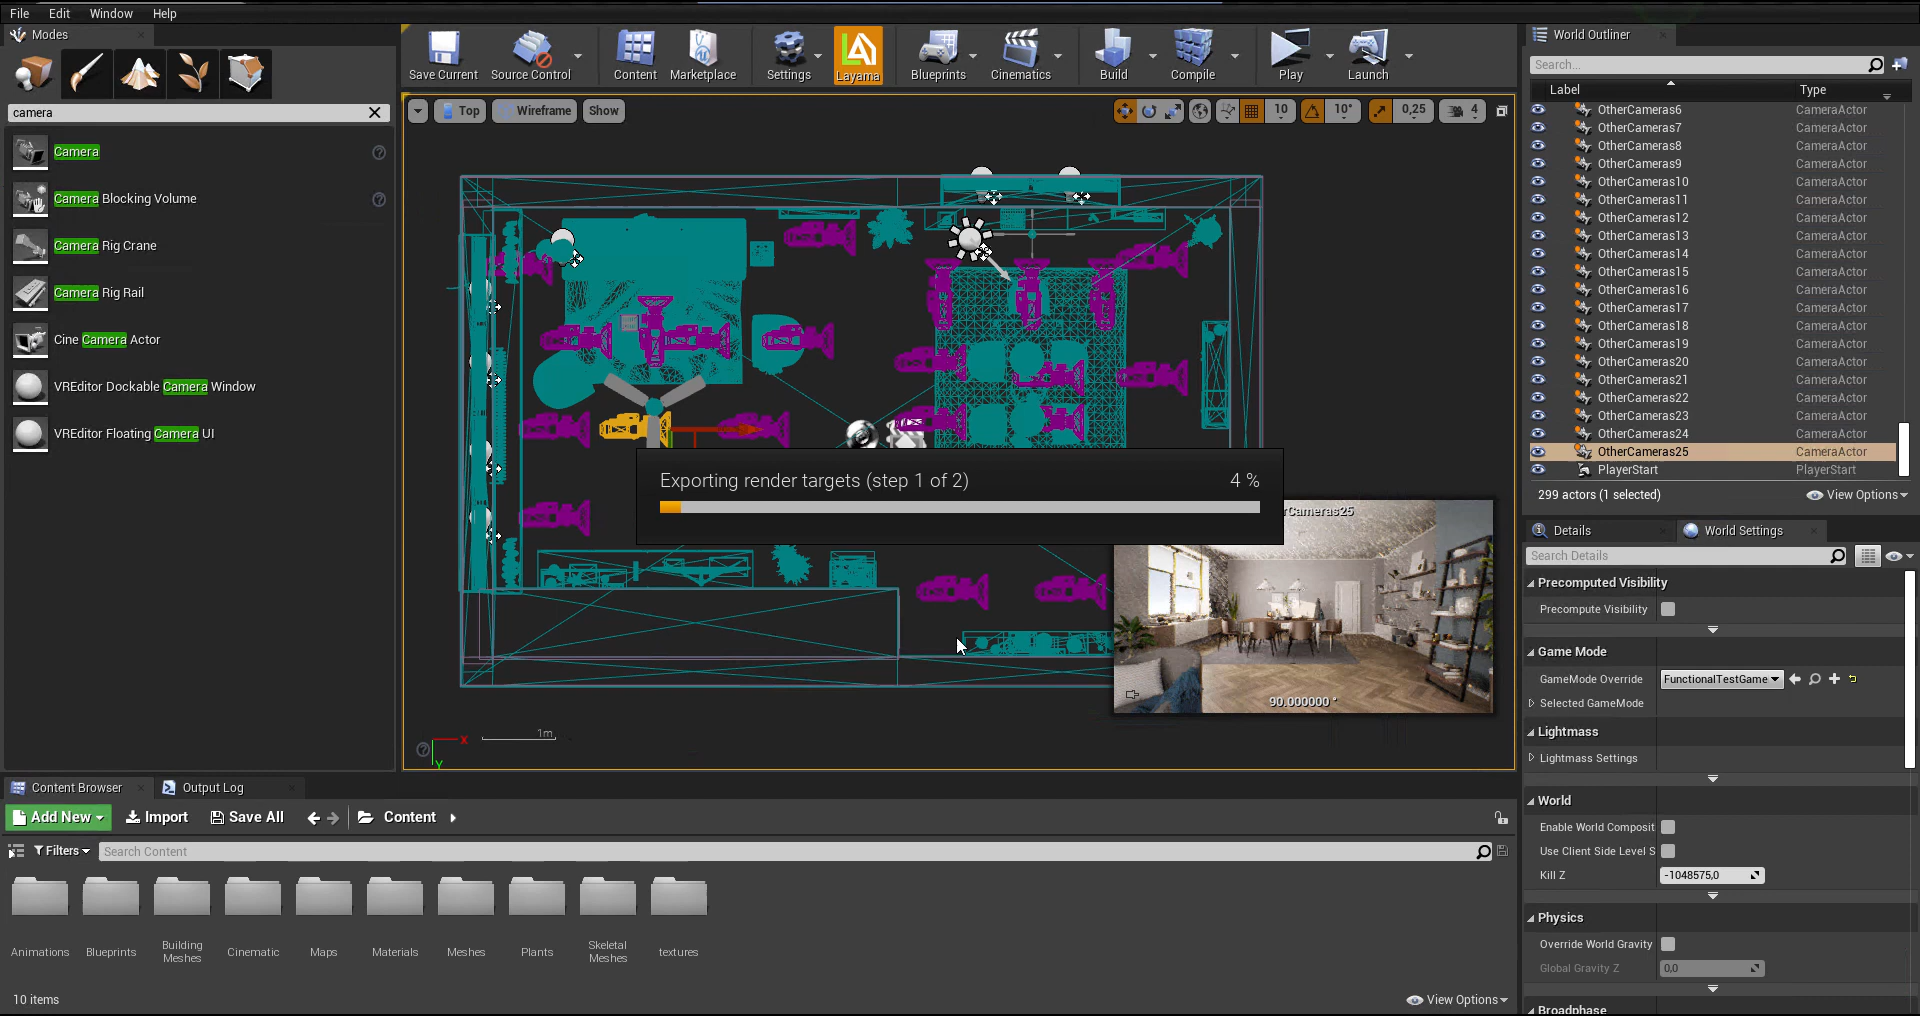 File Edit Window Help
Modes
camera
Camera
Camera Blocking Volume
Camera Rig Crane
Camera Rig Rail
Cine Camera Actor
VREditor Dockable Camera Window
VREditor Floating Camera UI
Save Current Source Control Content Marketplace Settings Layama Blueprints Cinematics Build Compile Play Launch
Top Wireframe Show 10 10° 0,25 4
Exporting render targets (step 1 of 2) 4 %
rCameras25
90.000000 °
1m
X
Y
World Outliner
Search...
Label Type
OtherCameras6 CameraActor
OtherCameras7 CameraActor
OtherCameras8 CameraActor
OtherCameras9 CameraActor
OtherCameras10 CameraActor
OtherCameras11 CameraActor
OtherCameras12 CameraActor
OtherCameras13 CameraActor
OtherCameras14 CameraActor
OtherCameras15 CameraActor
OtherCameras16 CameraActor
OtherCameras17 CameraActor
OtherCameras18 CameraActor
OtherCameras19 CameraActor
OtherCameras20 CameraActor
OtherCameras21 CameraActor
OtherCameras22 CameraActor
OtherCameras23 CameraActor
OtherCameras24 CameraActor
OtherCameras25 CameraActor
PlayerStart PlayerStart
299 actors (1 selected) View Options
Details World Settings
Search Details
Precomputed Visibility
Precompute Visibility
Game Mode
GameMode Override FunctionalTestGame
Selected GameMode
Lightmass
Lightmass Settings
World
Enable World Composit
Use Client Side Level S
Kill Z -1048575,0
Physics
Override World Gravity
Global Gravity Z 0,0
Broadphase
Content Browser Output Log
Add New Import Save All Content
Filters Search Content
Animations Blueprints Building Meshes Cinematic Maps Materials Meshes Plants Skeletal Meshes textures
10 items View Options